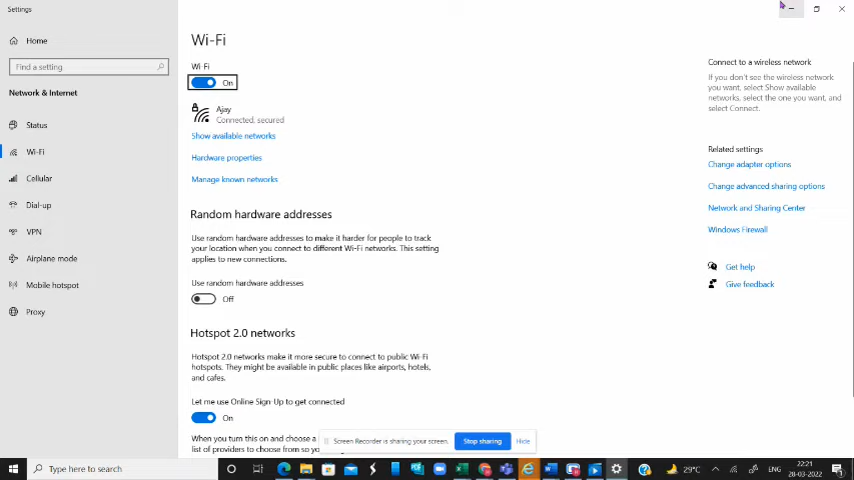 Settings
Home
Find a setting
Network & Internet
Status
Wi-Fi
Cellular
Dial-up
VPN
Airplane mode
Mobile hotspot
Proxy
Wi-Fi
Wi-Fi
On
Ajay
Connected, secured
Show available networks
Hardware properties
Manage known networks
Random hardware addresses
Use random hardware addresses to make it harder for people to track
your location when you connect to different Wi-Fi networks. This setting
applies to new connections.
Use random hardware addresses
Off
Hotspot 2.0 networks
Hotspot 2.0 networks make it more secure to connect to public Wi-Fi
hotspots. They might be available in public places like airports, hotels,
and cafes.
Let me use Online Sign-Up to get connected
On
When you turn this on and choose a
list of providers to choose from so yo
Connect to a wireless network
If you don't see the wireless network
you want, select Show available
networks, select the one you want, and
select Connect.
Related settings
Change adapter options
Change advanced sharing options
Network and Sharing Center
Windows Firewall
Get help
Give feedback
Screen Recorder is sharing your screen.
Stop sharing
Hide
Type here to search
29°C
ENG
22:21
28-03-2022